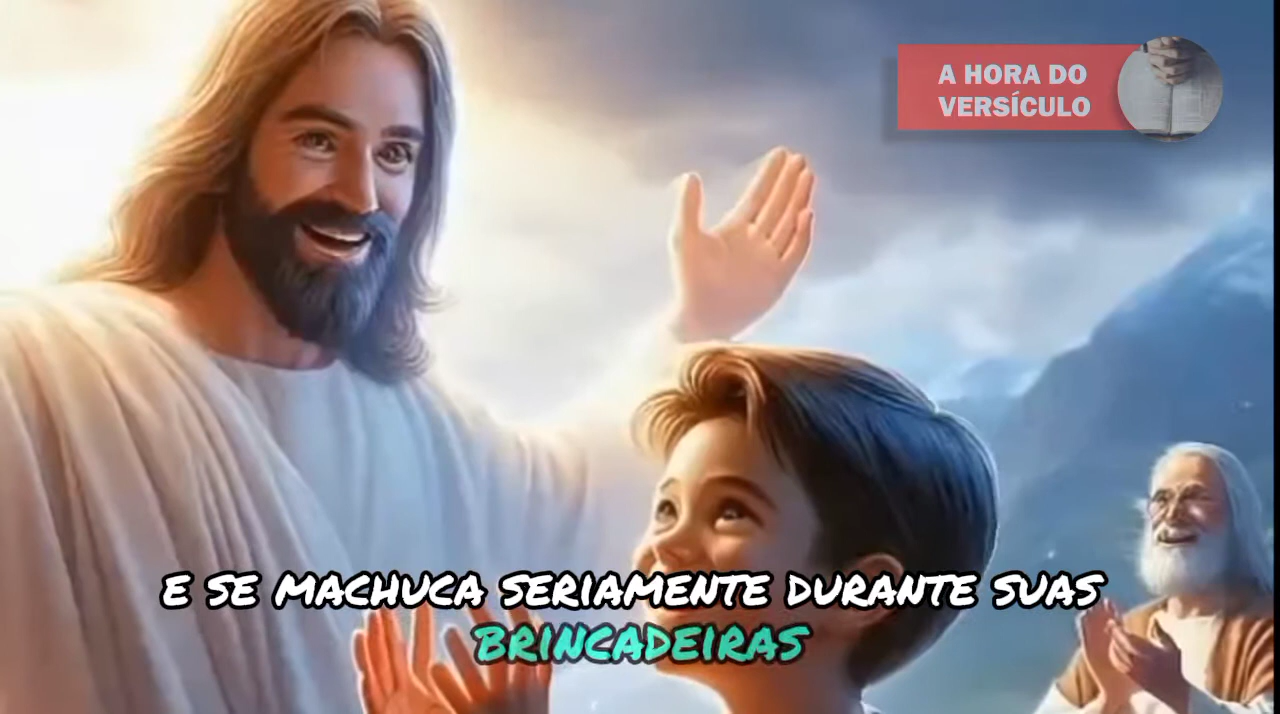 A HORA DO
VERSÍCULO
E SE MACHUCA SERIAMENTE DURANTE SUAS
BRINCADEIRAS